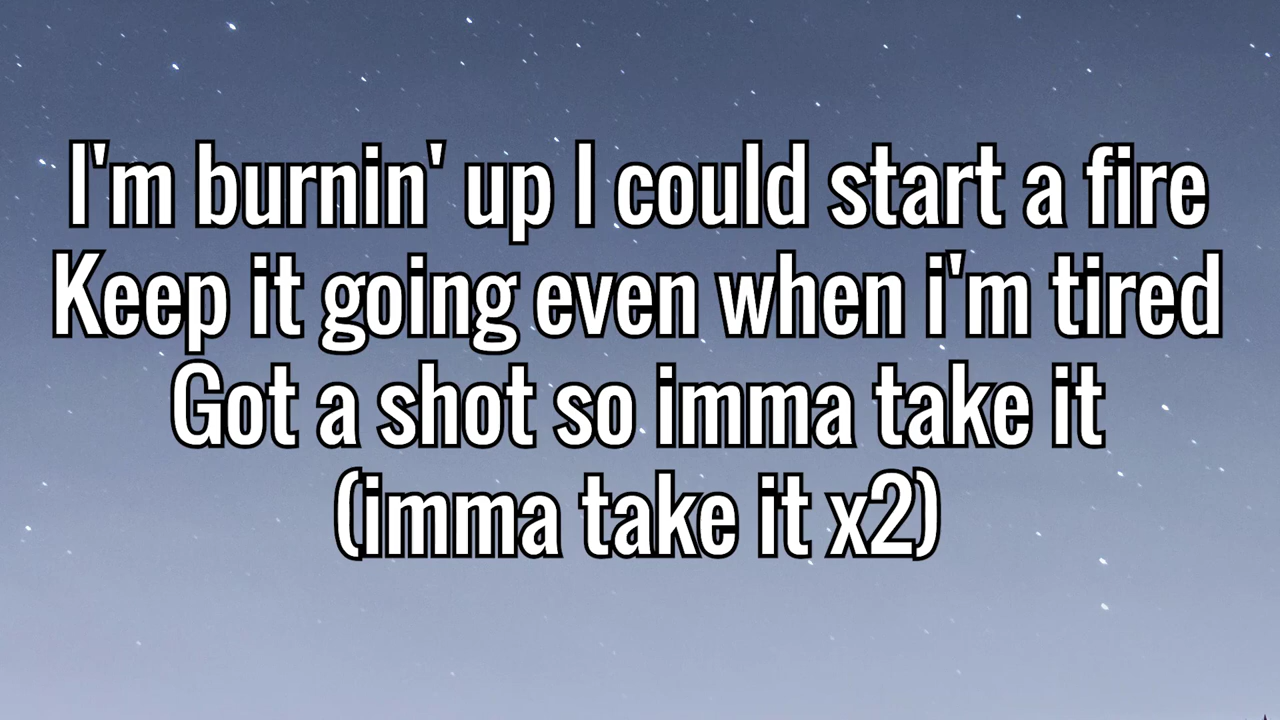 I'm burnin' up I could start a fire
Keep it going even when i'm tired
Got a shot so imma take it
(imma take it x2)